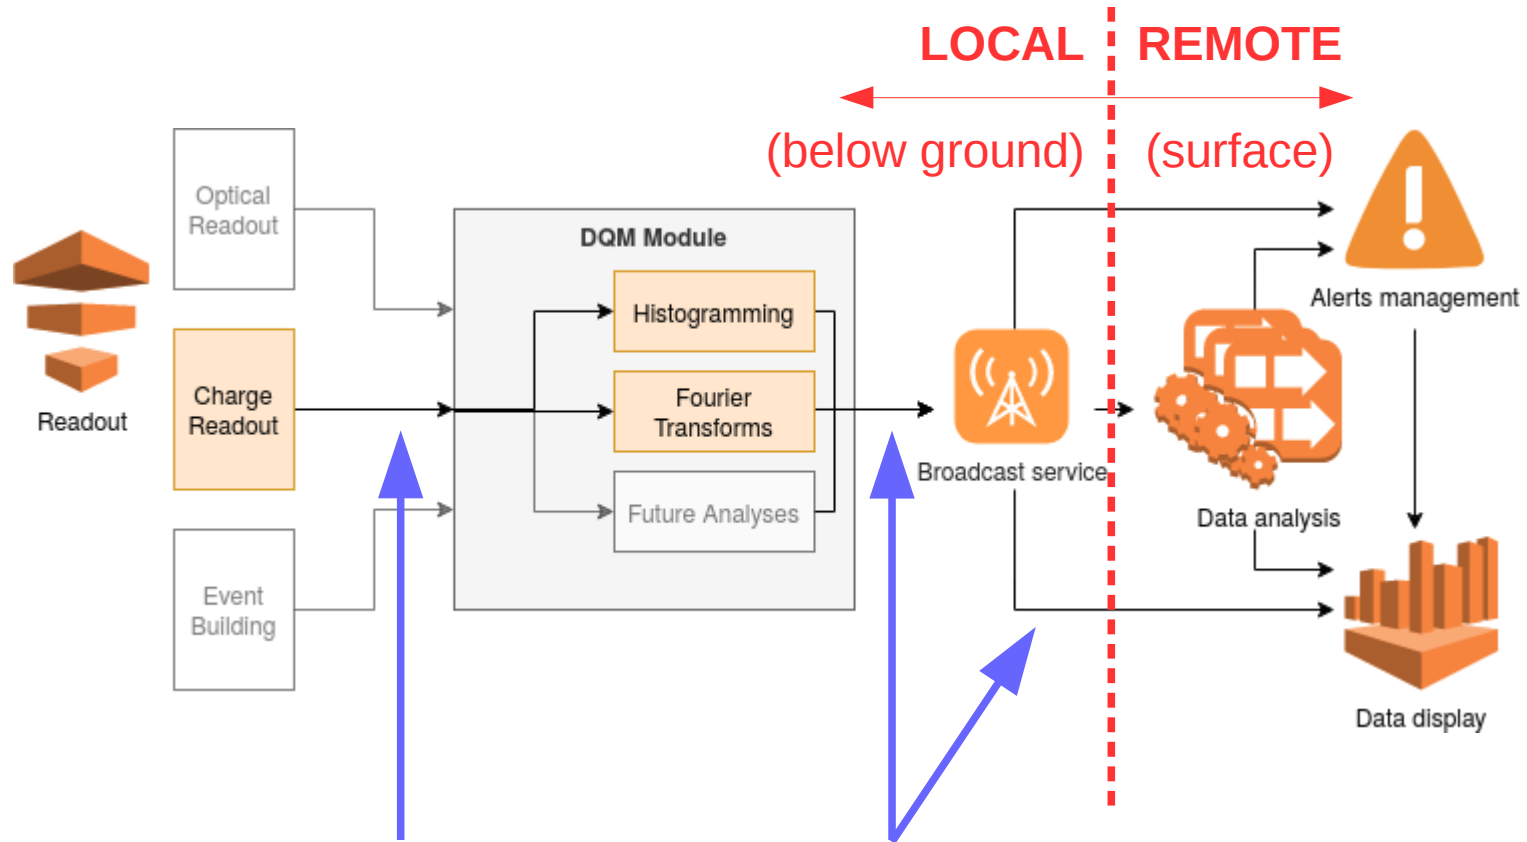 LOCAL
REMOTE
(below ground)
(surface)
Optical
Readout
DQM Module
Histogramming
Alerts management
Charge
Readout
Readout
Fourier
Transforms
Broadcast service
Future Analyses
Data analysis
Event
Building
Data display